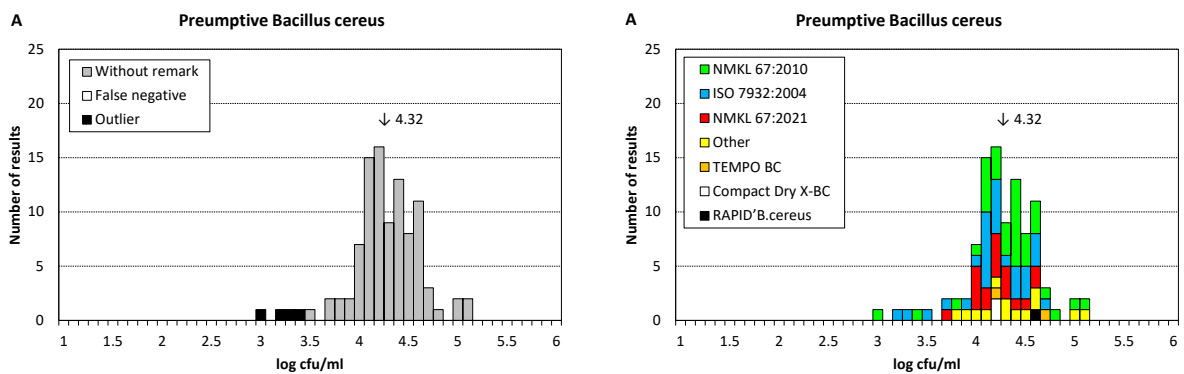 A
Preumptive Bacillus cereus
25
20
15
10
5
0
Number of results
Without remark
False negative
Outlier
↓ 4.32
1 1.5 2 2.5 3 3.5 4 4.5 5 5.5 6
log cfu/ml
A
Preumptive Bacillus cereus
25
20
15
10
5
0
Number of results
NMKL 67:2010
ISO 7932:2004
NMKL 67:2021
Other
TEMPO BC
Compact Dry X-BC
RAPID'B.cereus
↓ 4.32
1 1.5 2 2.5 3 3.5 4 4.5 5 5.5 6
log cfu/ml